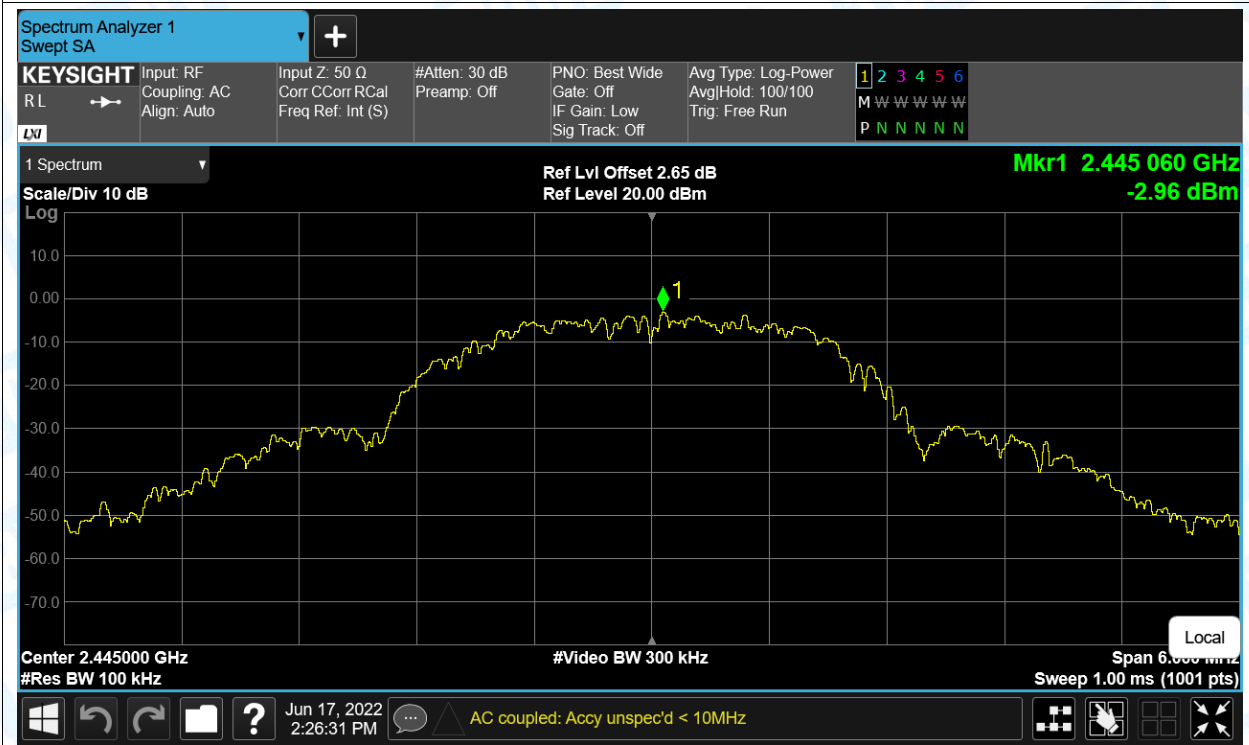 Spectrum Analyzer 1
Swept SA
KEYSIGHT
R L
LXI
Input: RF
Coupling: AC
Align: Auto
Input Z: 50 Ω
Corr CCorr RCal
Freq Ref: Int (S)
#Atten: 30 dB
Preamp: Off
PNO: Best Wide
Gate: Off
IF Gain: Low
Sig Track: Off
Avg Type: Log-Power
Avg|Hold: 100/100
Trig: Free Run
1 2 3 4 5 6
M W W W W W
P N N N N N
1 Spectrum
Scale/Div 10 dB
Log
Ref Lvl Offset 2.65 dB
Ref Level 20.00 dBm
Mkr1 2.445 060 GHz
-2.96 dBm
1
10.0
0.00
-10.0
-20.0
-30.0
-40.0
-50.0
-60.0
-70.0
Local
Center 2.445000 GHz
#Video BW 300 kHz
Span 6.000 MHz
#Res BW 100 kHz
Sweep 1.00 ms (1001 pts)
?
Jun 17, 2022
2:26:31 PM
AC coupled: Accy unspec'd < 10MHz